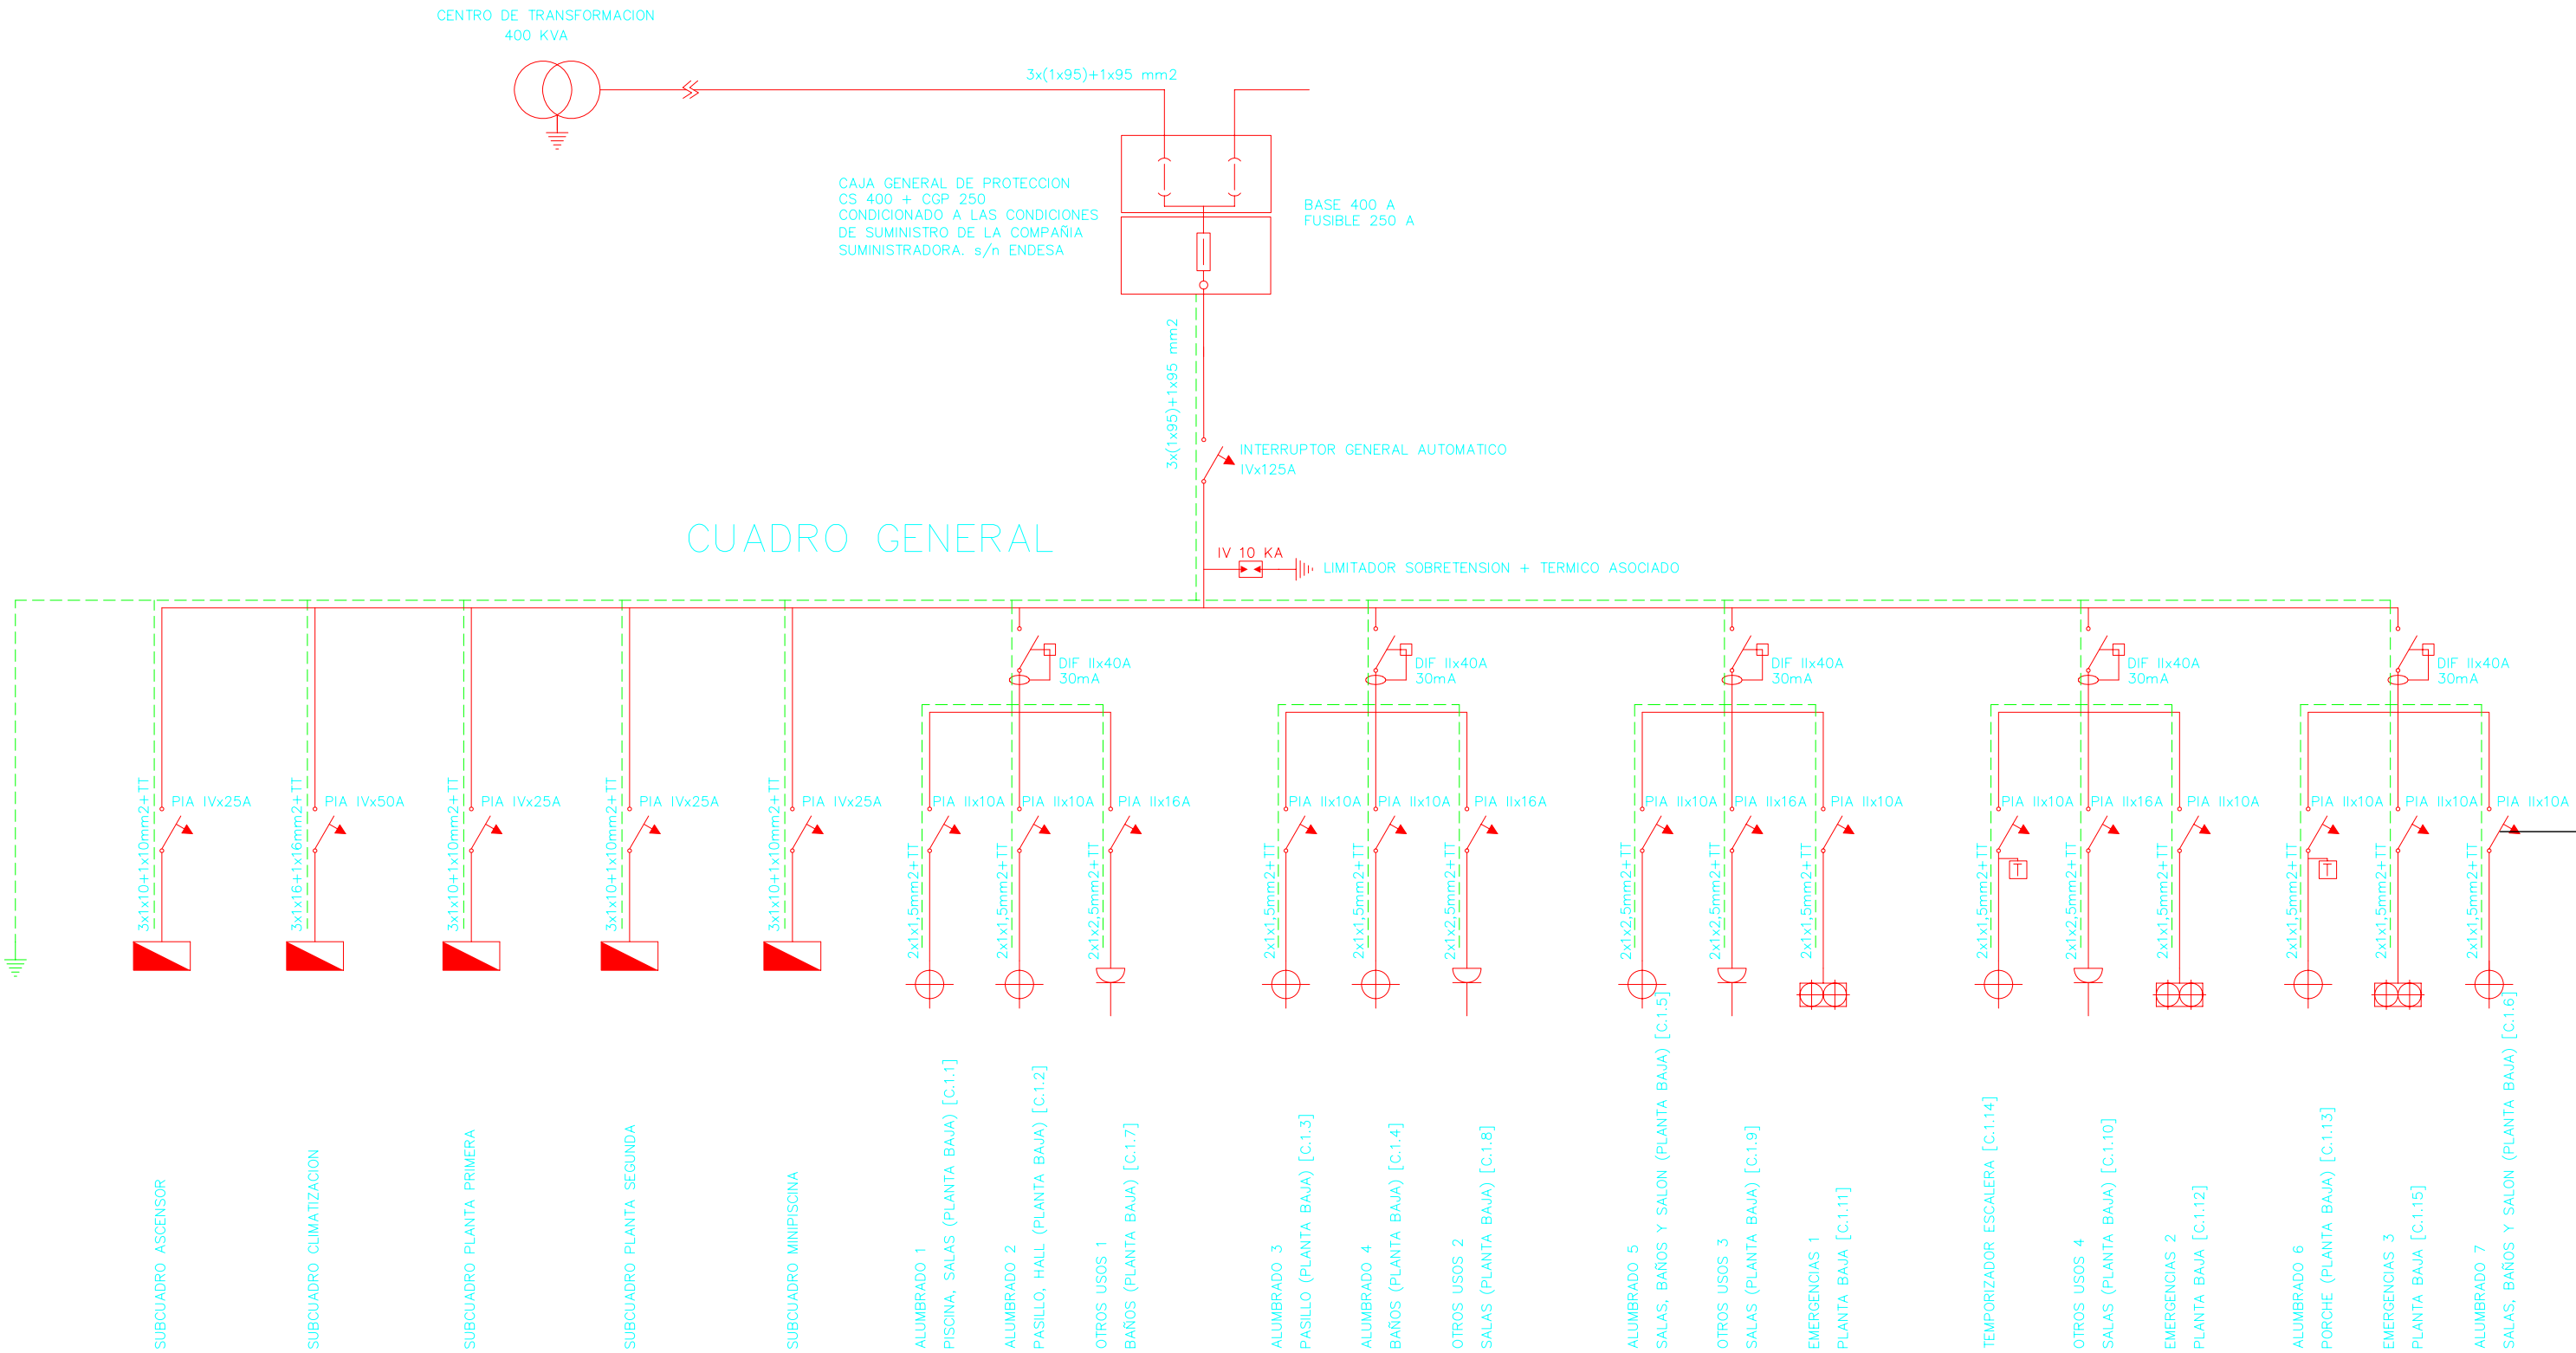 CENTRO DE TRANSFORMACION
400 KVA
3x(1x95)+1x95 mm2
CAJA GENERAL DE PROTECCION
CS 400 + CGP 250
CONDICIONADO A LAS CONDICIONES
DE SUMINISTRO DE LA COMPAÑIA
SUMINISTRADORA. s/n ENDESA
BASE 400 A
FUSIBLE 250 A
3x(1x95)+1x95 mm2
INTERRUPTOR GENERAL AUTOMATICO
IVx125A
CUADRO GENERAL
IV 10 KA
LIMITADOR SOBRETENSION + TERMICO ASOCIADO
DIF IIx40A
30mA
DIF IIx40A
30mA
DIF IIx40A
30mA
DIF IIx40A
30mA
DIF IIx40A
30mA
PIA IVx25A
PIA IVx50A
PIA IVx25A
PIA IVx25A
PIA IVx25A
PIA IIx10A
PIA IIx10A
PIA IIx16A
PIA IIx10A
PIA IIx10A
PIA IIx16A
PIA IIx10A
PIA IIx16A
PIA IIx10A
PIA IIx10A
PIA IIx16A
PIA IIx10A
PIA IIx10A
PIA IIx10A
PIA IIx10A
3x1x10+1x10mm2+TT
3x1x16+1x16mm2+TT
3x1x10+1x10mm2+TT
3x1x10+1x10mm2+TT
3x1x10+1x10mm2+TT
2x1x1,5mm2+TT
2x1x1,5mm2+TT
2x1x2,5mm2+TT
2x1x1,5mm2+TT
2x1x1,5mm2+TT
2x1x2,5mm2+TT
2x1x2,5mm2+TT
2x1x2,5mm2+TT
2x1x1,5mm2+TT
2x1x1,5mm2+TT
T
2x1x2,5mm2+TT
2x1x1,5mm2+TT
2x1x1,5mm2+TT
T
2x1x1,5mm2+TT
2x1x1,5mm2+TT
SUBCUADRO ASCENSOR
SUBCUADRO CLIMATIZACION
SUBCUADRO PLANTA PRIMERA
SUBCUADRO PLANTA SEGUNDA
SUBCUADRO MINIPISCINA
ALUMBRADO 1
PISCINA, SALAS (PLANTA BAJA) [C.1.1]
ALUMBRADO 2
PASILLO, HALL (PLANTA BAJA) [C.1.2]
OTROS USOS 1
BAÑOS (PLANTA BAJA) [C.1.7]
ALUMBRADO 3
PASILLO (PLANTA BAJA) [C.1.3]
ALUMBRADO 4
BAÑOS (PLANTA BAJA) [C.1.4]
OTROS USOS 2
SALAS (PLANTA BAJA) [C.1.8]
ALUMBRADO 5
SALAS, BAÑOS Y SALON (PLANTA BAJA) [C.1.5]
OTROS USOS 3
SALAS (PLANTA BAJA) [C.1.9]
EMERGENCIAS 1
PLANTA BAJA [C.1.11]
TEMPORIZADOR ESCALERA [C.1.14]
OTROS USOS 4
SALAS (PLANTA BAJA) [C.1.10]
EMERGENCIAS 2
PLANTA BAJA [C.1.12]
ALUMBRADO 6
PORCHE (PLANTA BAJA) [C.1.13]
EMERGENCIAS 3
PLANTA BAJA [C.1.15]
ALUMBRADO 7
SALAS, BAÑOS Y SALON (PLANTA BAJA) [C.1.6]